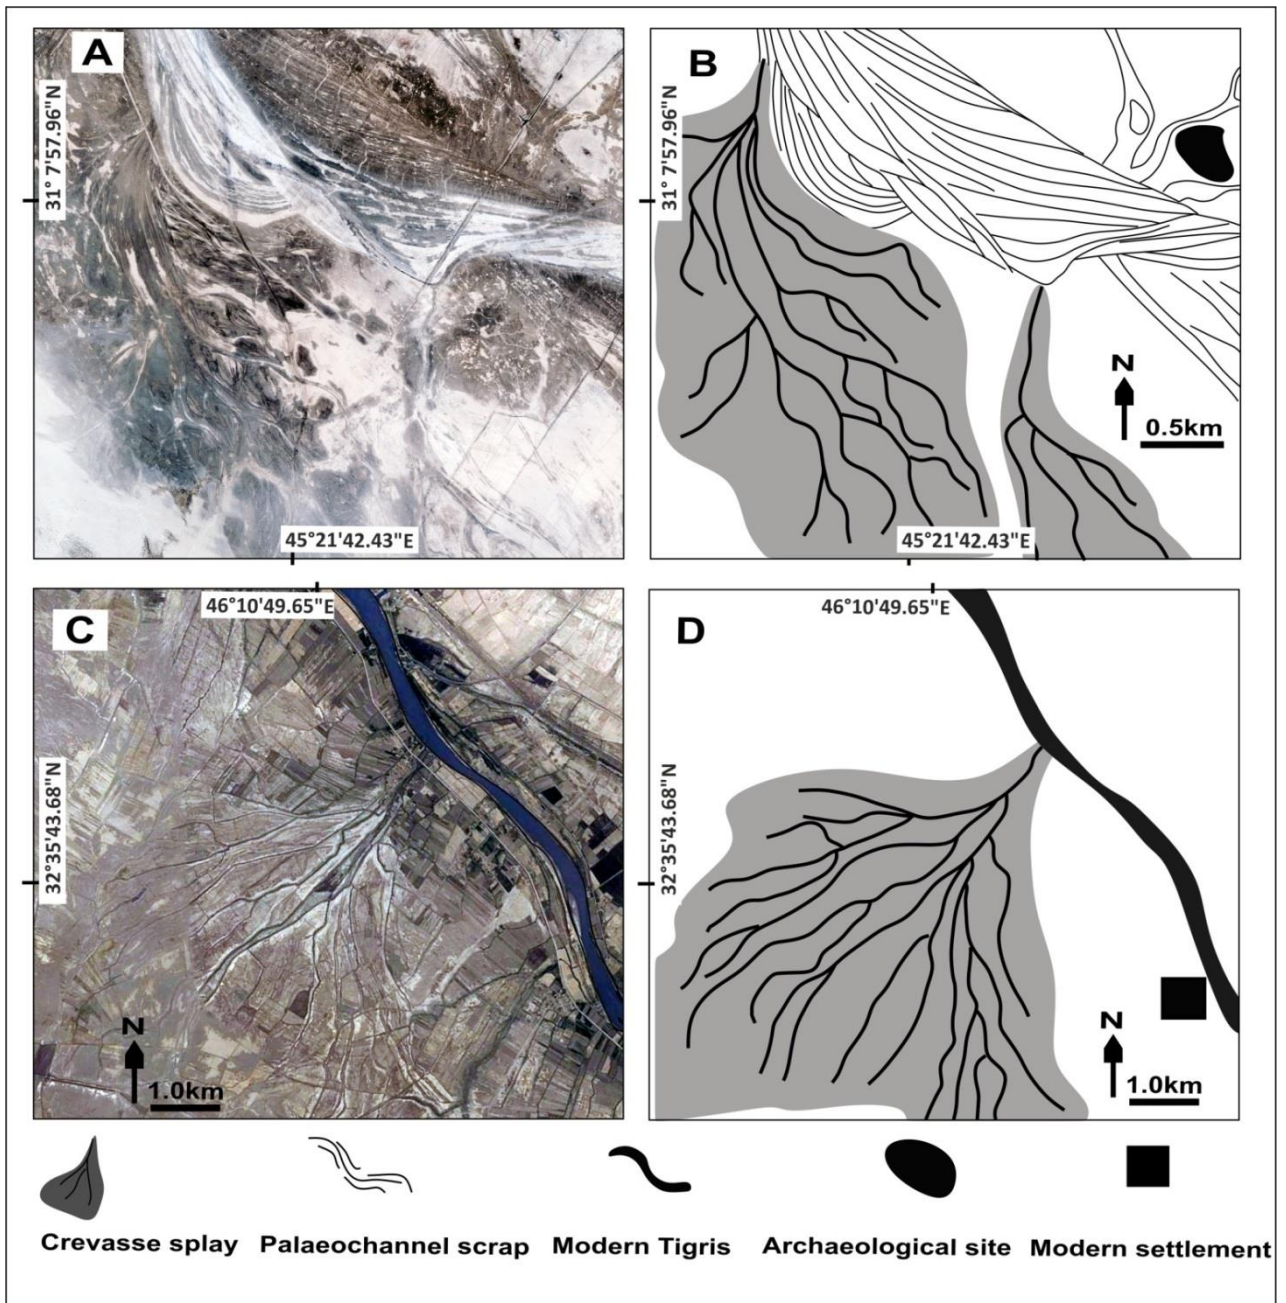 A
B
31° 7'57.96"N
31° 7'57.96"N
N
0.5km
45°21'42.43"E
45°21'42.43"E
46°10'49.65"E
46°10'49.65"E
C
D
32°35'43.68"N
32°35'43.68"N
N
1.0km
N
1.0km
Crevasse splay
Palaeochannel scrap
Modern Tigris
Archaeological site
Modern settlement